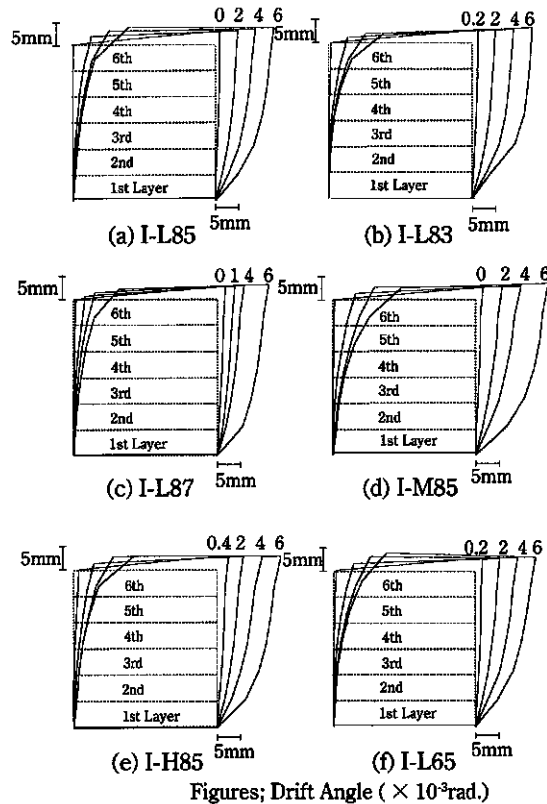 0 2 4 6
5mm
6th
5th
4th
3rd
2nd
1st Layer
5mm
(a) I-L85
0.2 2 4 6
5mm
6th
5th
4th
3rd
2nd
1st Layer
5mm
(b) I-L83
0 1 2 4 6
5mm
6th
5th
4th
3rd
2nd
1st Layer
5mm
(c) I-L87
0 2 4 6
5mm
6th
5th
4th
3rd
2nd
1st Layer
5mm
(d) I-M85
0.4 2 4 6
5mm
6th
5th
4th
3rd
2nd
1st Layer
5mm
(e) I-H85
0.2 2 4 6
5mm
6th
5th
4th
3rd
2nd
1st Layer
5mm
(f) I-L65
Figures; Drift Angle ( × 10⁻³rad.)